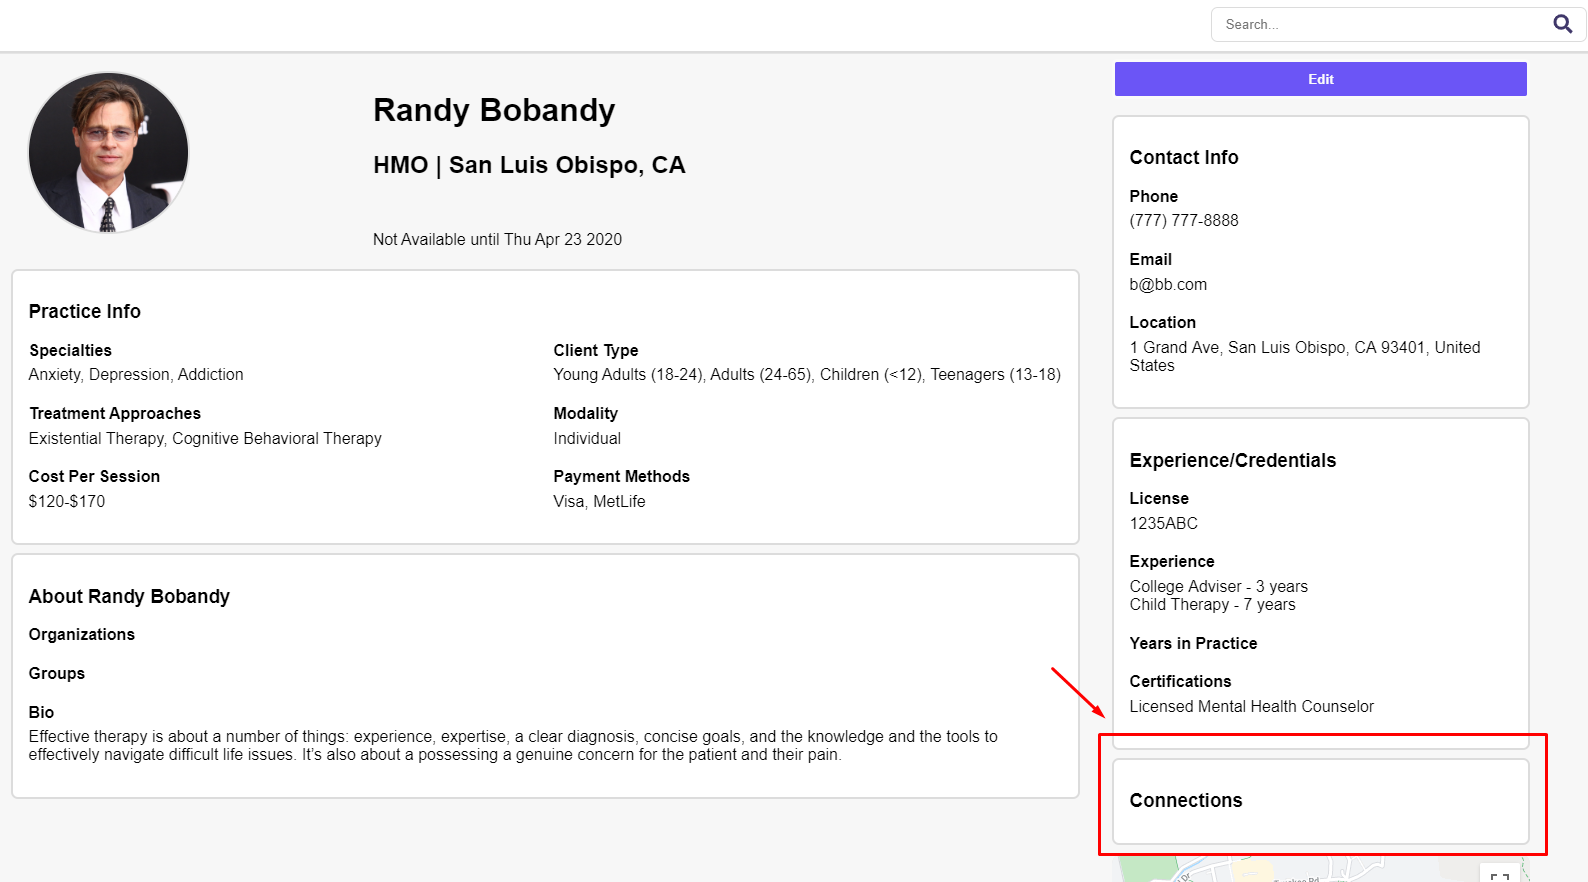 Search...
Edit
Randy Bobandy
HMO | San Luis Obispo, CA
Not Available until Thu Apr 23 2020
Practice Info
Specialties
Anxiety, Depression, Addiction
Client Type
Young Adults (18-24), Adults (24-65), Children (<12), Teenagers (13-18)
Treatment Approaches
Existential Therapy, Cognitive Behavioral Therapy
Modality
Individual
Cost Per Session
$120-$170
Payment Methods
Visa, MetLife
About Randy Bobandy
Organizations
Groups
Bio
Effective therapy is about a number of things: experience, expertise, a clear diagnosis, concise goals, and the knowledge and the tools to
effectively navigate difficult life issues. It’s also about a possessing a genuine concern for the patient and their pain.
Contact Info
Phone
(777) 777-8888
Email
b@bb.com
Location
1 Grand Ave, San Luis Obispo, CA 93401, United
States
Experience/Credentials
License
1235ABC
Experience
College Adviser - 3 years
Child Therapy - 7 years
Years in Practice
Certifications
Licensed Mental Health Counselor
Connections